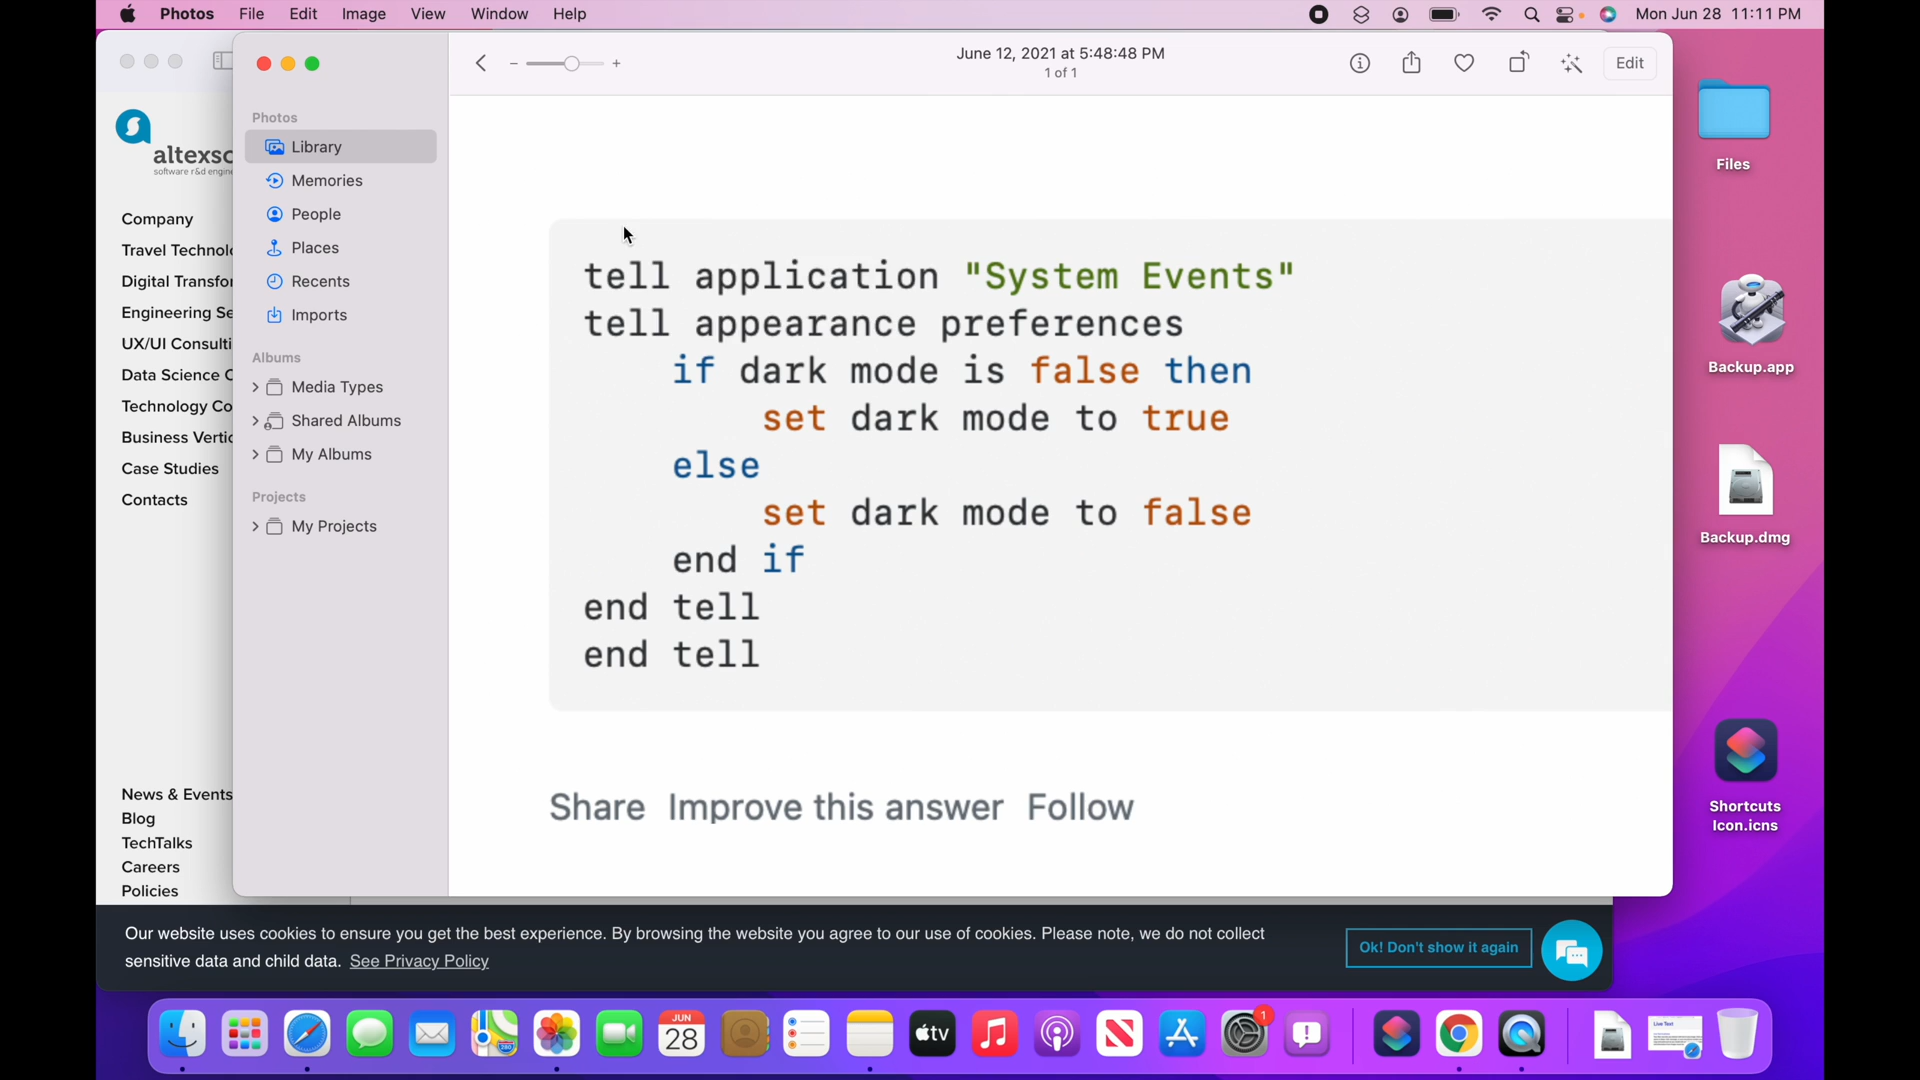 Photos File Edit Image View Window Help
Mon Jun 28 11:11 PM
June 12, 2021 at 5:48:48 PM
1 of 1
Edit
Photos
Library
Memories
People
Places
Recents
Imports
Albums
Media Types
Shared Albums
My Albums
Projects
My Projects
altexsc
software r&d engine
Company
Travel Technol
Digital Transfor
Engineering Se
UX/UI Consulti
Data Science C
Technology Co
Business Vertic
Case Studies
Contacts
News & Events
Blog
TechTalks
Careers
Policies
tell application "System Events"
tell appearance preferences
if dark mode is false then
set dark mode to true
else
set dark mode to false
end if
end tell
end tell
Share Improve this answer Follow
Files
Backup.app
Backup.dmg
Shortcuts
Icon.icns
Our website uses cookies to ensure you get the best experience. By browsing the website you agree to our use of cookies. Please note, we do not collect
sensitive data and child data. See Privacy Policy
Ok! Don't show it again
280
JUN
28
tv
1